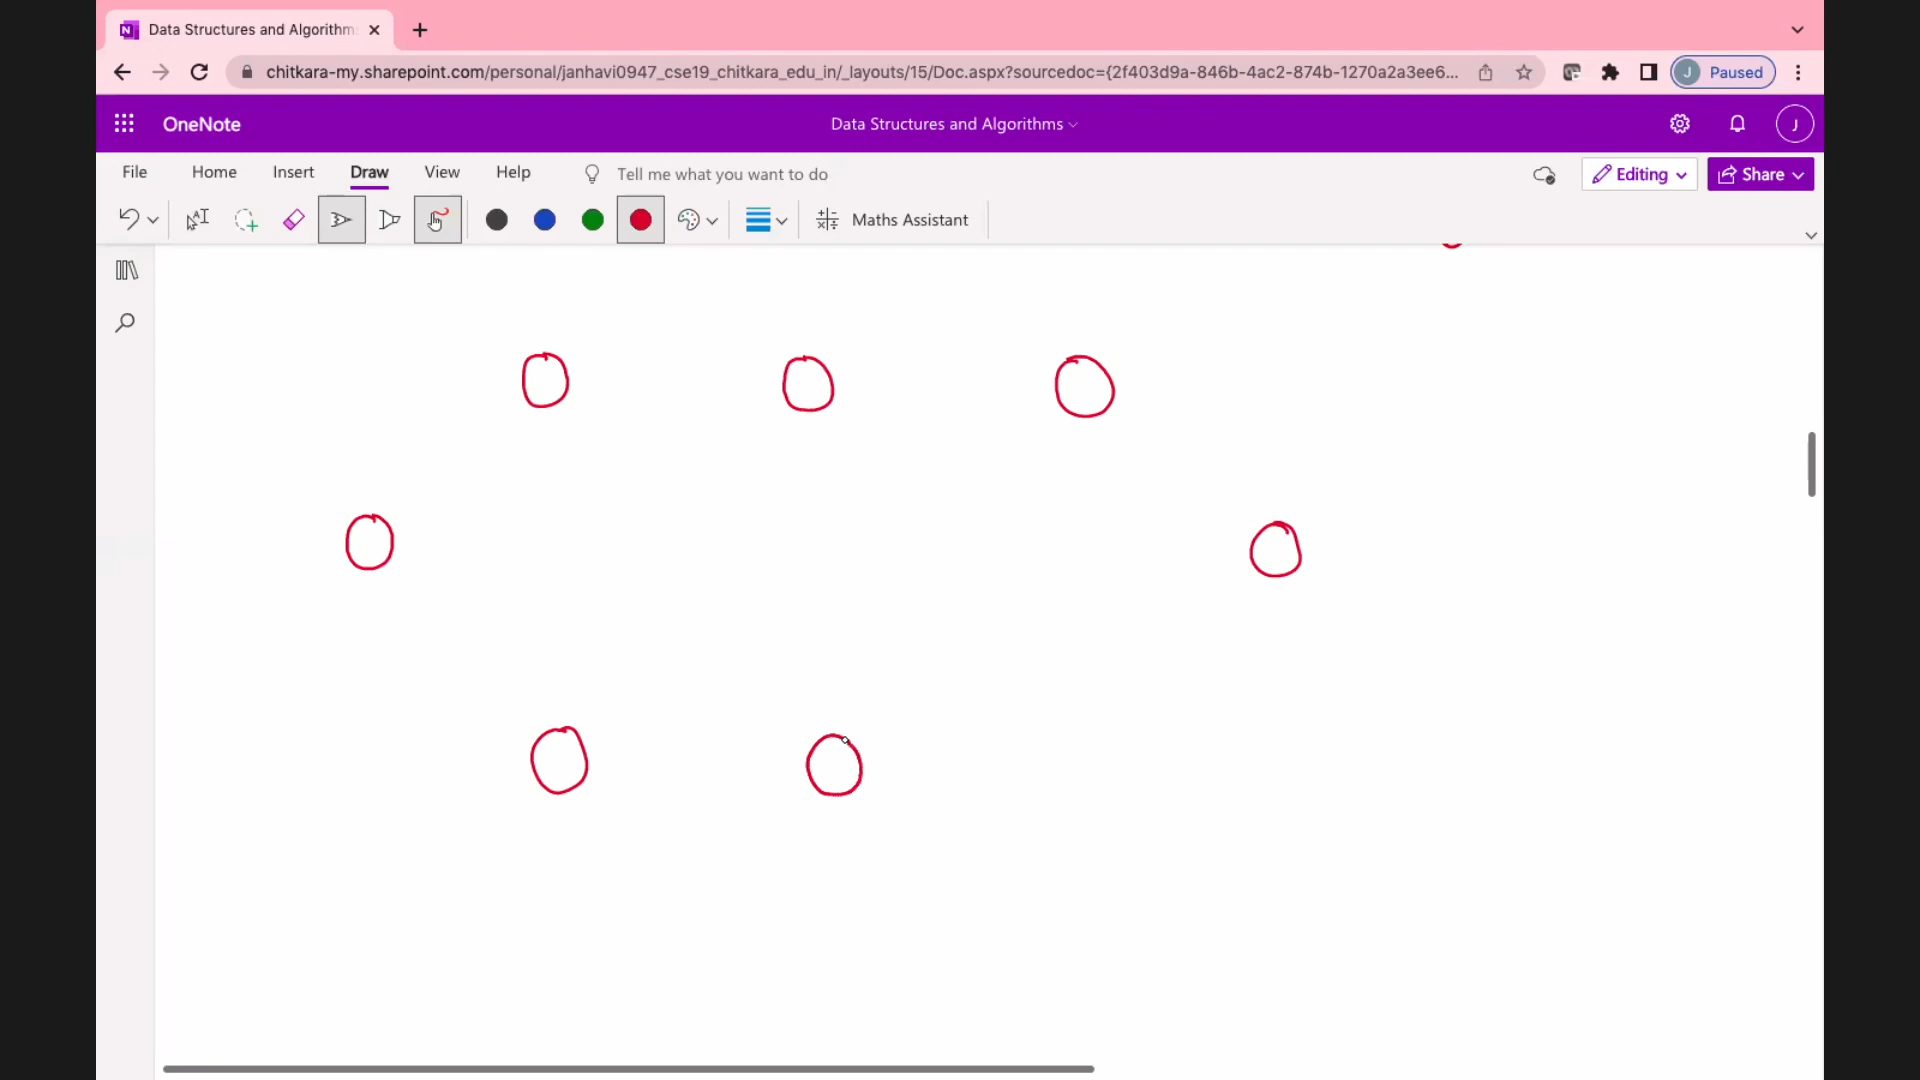 Data Structures and Algorithm
chitkara-my.sharepoint.com/personal/janhavi0947_cse19_chitkara_edu_in/_layouts/15/Doc.aspx?sourcedoc={2f403d9a-846b-4ac2-874b-1270a2a3ee6...
J Paused
OneNote
Data Structures and Algorithms
J
File Home Insert Draw View Help Tell me what you want to do Editing Share
Maths Assistant